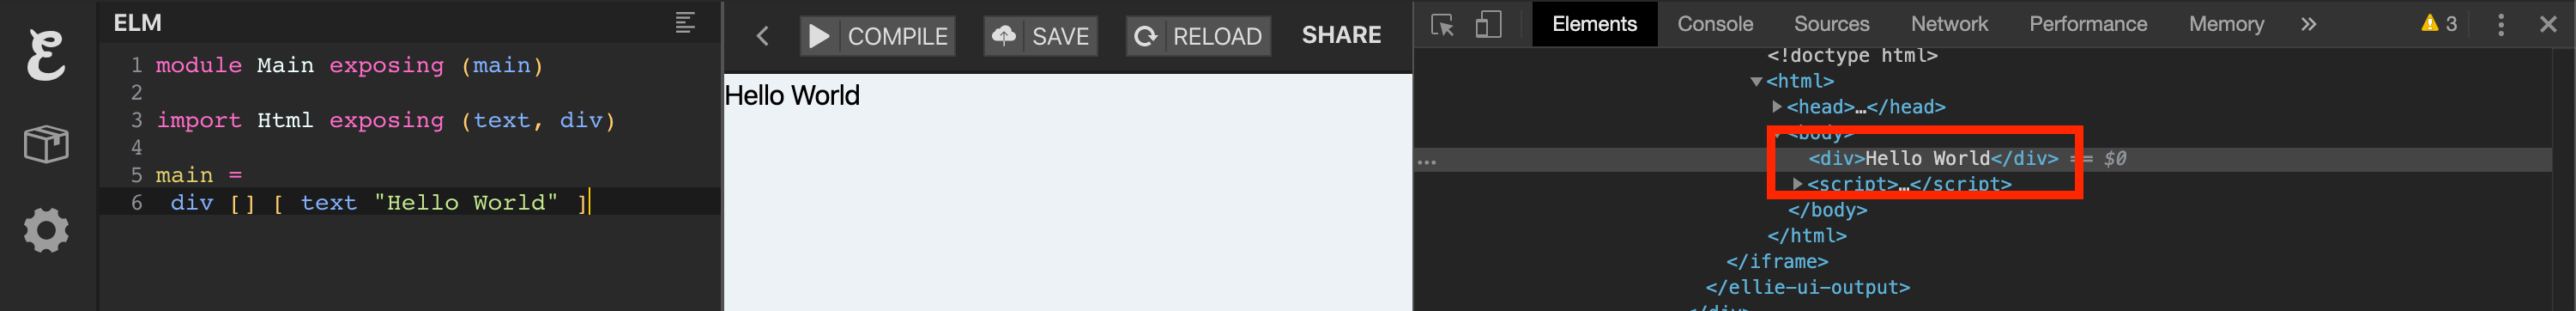 ELM
1 module Main exposing (main)
2
3 import Html exposing (text, div)
4
5 main =
6 div [] [ text "Hello World" ]
COMPILE
SAVE
RELOAD
SHARE
Hello World
Elements
Console
Sources
Network
Performance
Memory
»
3
<!doctype html>
<html>
<head>…</head>
<body>
… <div>Hello World</div> == $0
<script>…</script>
</body>
</html>
</iframe>
</ellie-ui-output>
</div>